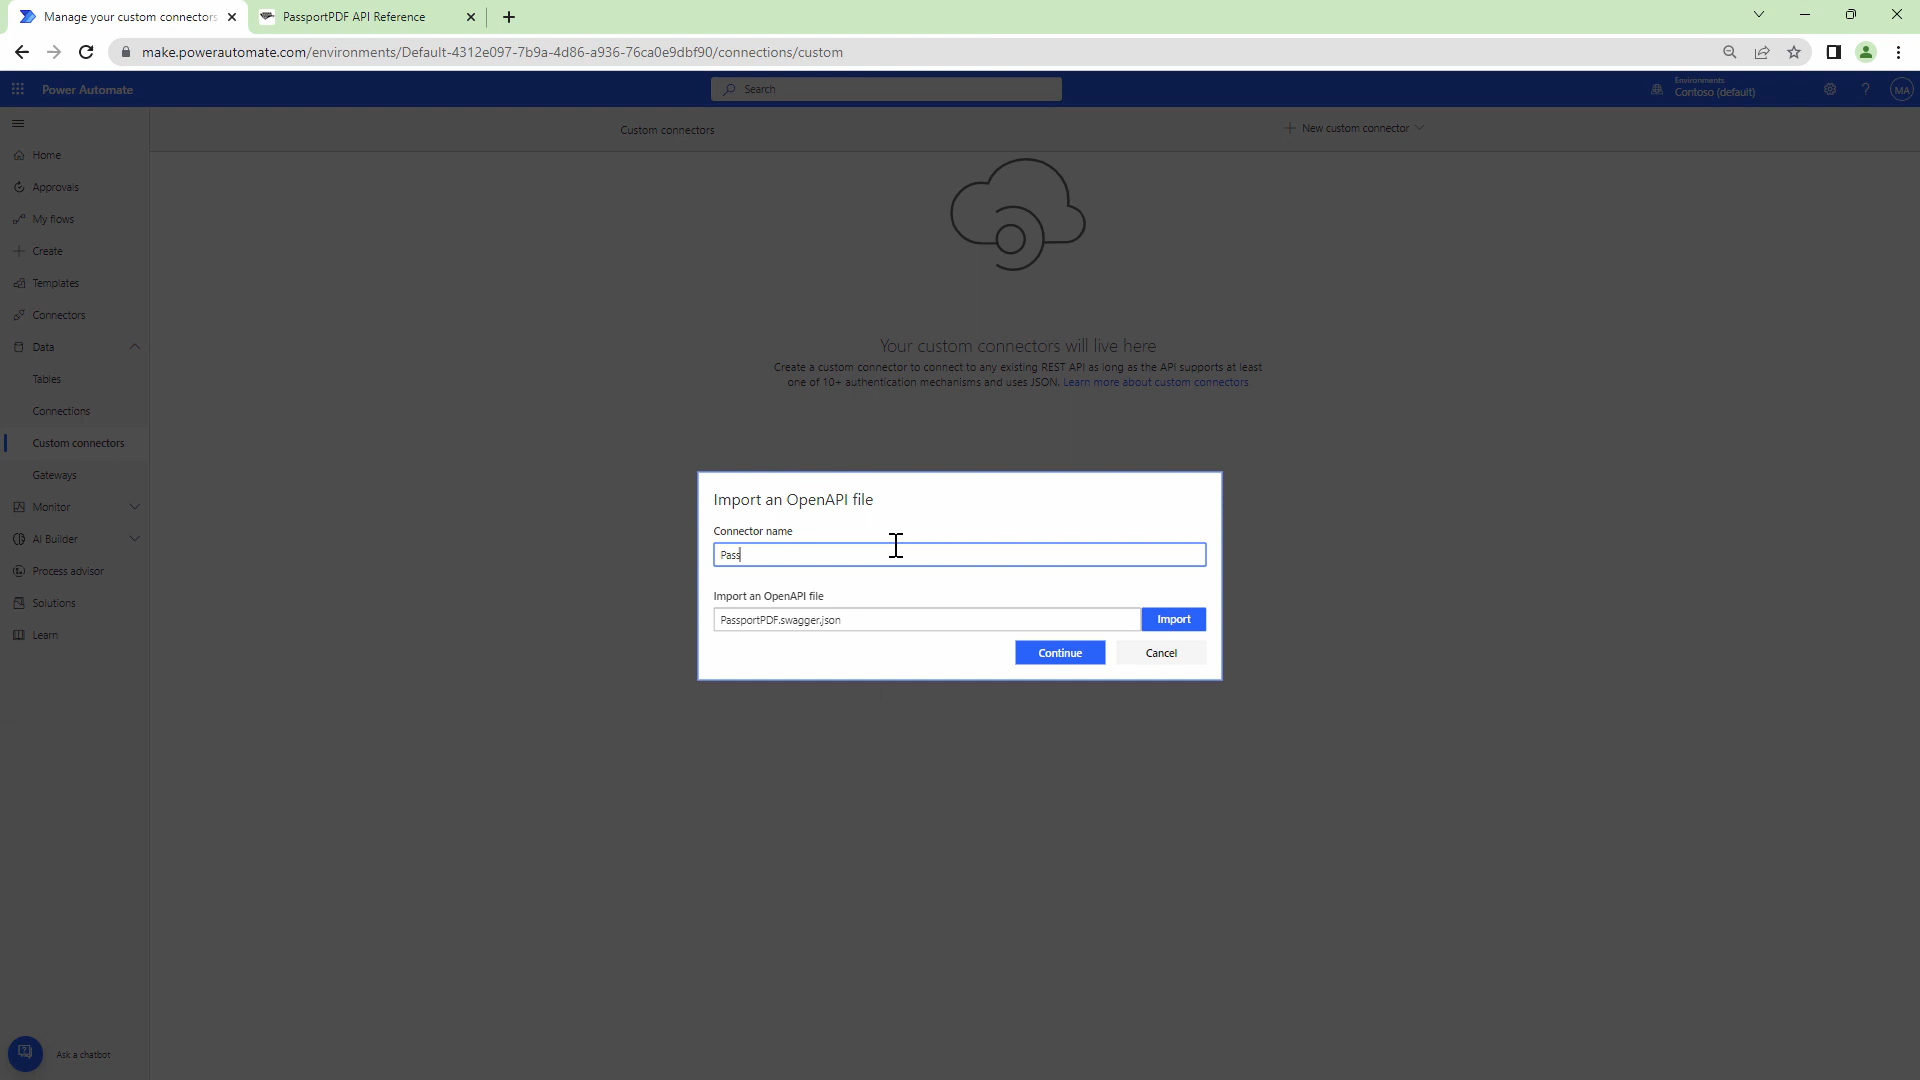 Manage your custom connectors
PassportPDF API Reference
make.powerautomate.com/environments/Default-4312e097-7b9a-4d86-a936-76ca0e9dbf90/connections/custom
Power Automate
Search
Environments
Contoso (default)
?
MA
Custom connectors
New custom connector
Home
Approvals
My flows
Create
Templates
Connectors
Data
Tables
Connections
Custom connectors
Gateways
Monitor
AI Builder
Process advisor
Solutions
Learn
Your custom connectors will live here
Create a custom connector to connect to any existing REST API as long as the API supports at least
one of 10+ authentication mechanisms and uses JSON. Learn more about custom connectors
Import an OpenAPI file
Connector name
Pass
Import an OpenAPI file
PassportPDF.swagger.json
Import
Continue
Cancel
Ask a chatbot